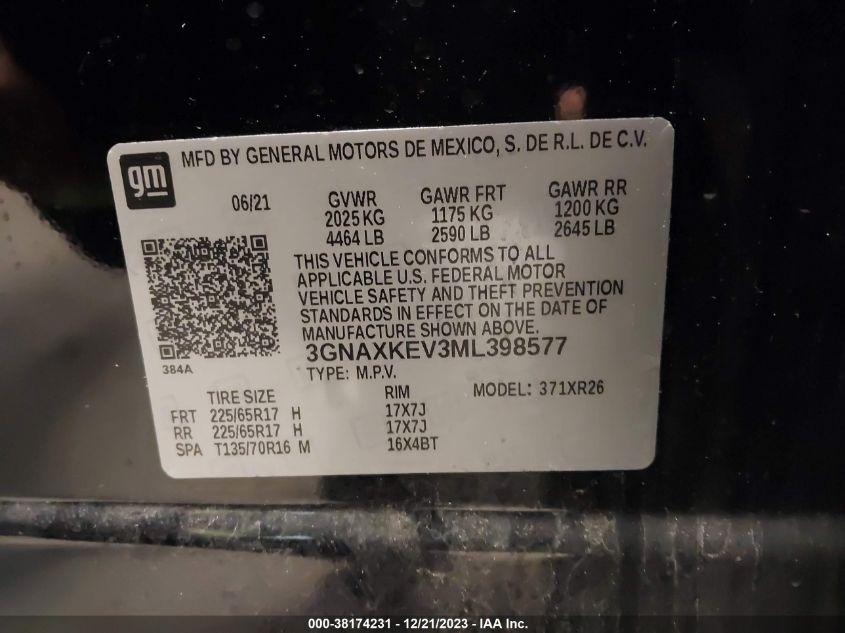 gm
MFD BY GENERAL MOTORS DE MEXICO, S. DE R.L. DE C.V.
06/21 GVWR GAWR FRT GAWR RR
2025 KG 1175 KG 1200 KG
4464 LB 2590 LB 2645 LB
THIS VEHICLE CONFORMS TO ALL
APPLICABLE U.S. FEDERAL MOTOR
VEHICLE SAFETY AND THEFT PREVENTION
STANDARDS IN EFFECT ON THE DATE OF
MANUFACTURE SHOWN ABOVE.
3GNAXKEV3ML398577
384A
TYPE: M.P.V.
TIRE SIZE RIM MODEL: 371XR26
FRT 225/65R17 H 17X7J
RR 225/65R17 H 17X7J
SPA T135/70R16 M 16X4BT
000-38174231 - 12/21/2023 - IAA Inc.